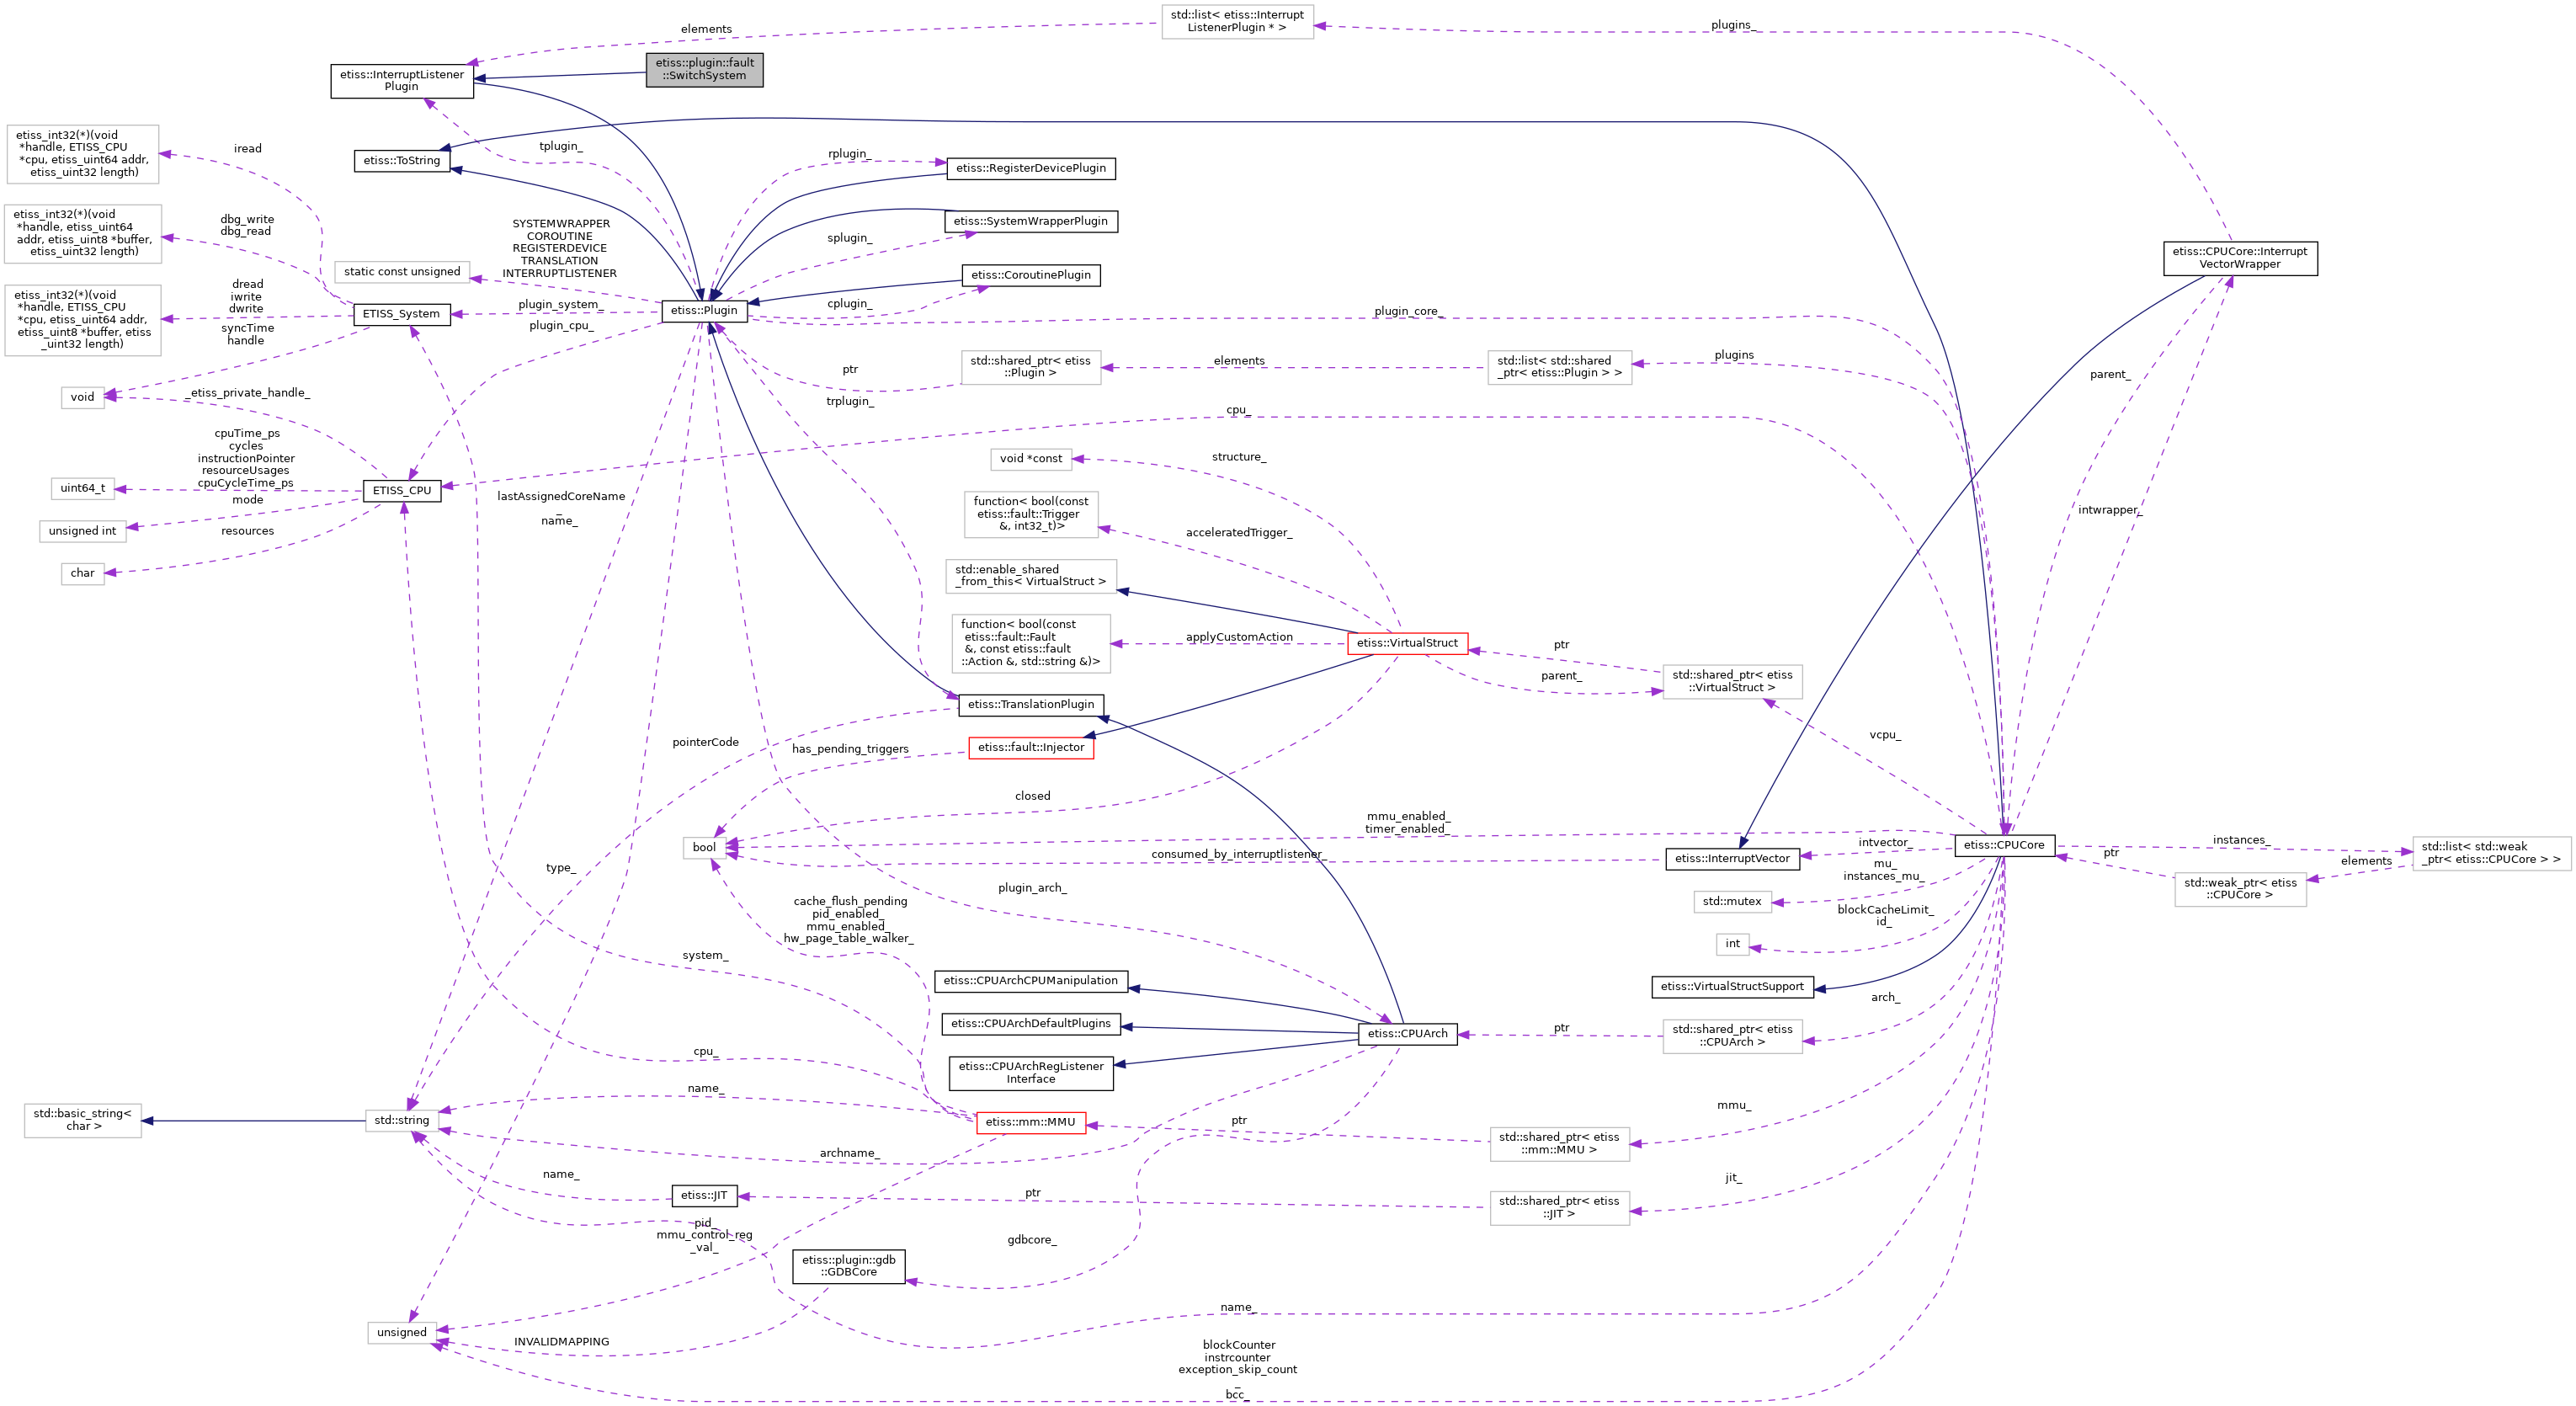 std::list< etiss::Interrupt
ListenerPlugin * >
plugins_
elements
etiss::plugin::fault
::SwitchSystem
etiss::InterruptListener
Plugin
etiss_int32(*)(void
*handle, ETISS_CPU
*cpu, etiss_uint64 addr,
etiss_uint32 length)
iread
etiss::ToString
tplugin_
rplugin_
etiss::RegisterDevicePlugin
etiss_int32(*)(void
*handle, etiss_uint64
addr, etiss_uint8 *buffer,
etiss_uint32 length)
dbg_write
dbg_read
SYSTEMWRAPPER
COROUTINE
REGISTERDEVICE
TRANSLATION
INTERRUPTLISTENER
static const unsigned
splugin_
etiss::SystemWrapperPlugin
etiss::CPUCore::Interrupt
VectorWrapper
etiss::CoroutinePlugin
etiss_int32(*)(void
*handle, ETISS_CPU
*cpu, etiss_uint64 addr,
etiss_uint8 *buffer, etiss
_uint32 length)
dread
iwrite
dwrite
syncTime
handle
ETISS_System
plugin_system_
plugin_cpu_
etiss::Plugin
cplugin_
plugin_core_
ptr
trplugin_
std::shared_ptr< etiss
::Plugin >
elements
std::list< std::shared
_ptr< etiss::Plugin > >
plugins
parent_
void
_etiss_private_handle_
cpu_
cpuTime_ps
cycles
instructionPointer
resourceUsages
cpuCycleTime_ps
uint64_t
ETISS_CPU
mode
unsigned int
resources
char
lastAssignedCoreName
_
name_
void *const
structure_
function< bool(const
etiss::fault::Trigger
&, int32_t)>
acceleratedTrigger_
intwrapper_
std::enable_shared
_from_this< VirtualStruct >
function< bool(const
etiss::fault::Fault
&, const etiss::fault
::Action &, std::string &)>
applyCustomAction
etiss::VirtualStruct
ptr
parent_
std::shared_ptr< etiss
::VirtualStruct >
etiss::TranslationPlugin
pointerCode
has_pending_triggers
etiss::fault::Injector
vcpu_
closed
bool
mmu_enabled_
timer_enabled_
consumed_by_interruptlistener_
etiss::InterruptVector
intvector_
etiss::CPUCore
instances_
std::list< std::weak
_ptr< etiss::CPUCore > >
ptr
elements
std::weak_ptr< etiss
::CPUCore >
type_
plugin_arch_
mu_
instances_mu_
std::mutex
cache_flush_pending
pid_enabled_
mmu_enabled_
hw_page_table_walker_
blockCacheLimit_
id_
int
system_
etiss::CPUArchCPUManipulation
etiss::VirtualStructSupport
arch_
etiss::CPUArchDefaultPlugins
etiss::CPUArch
ptr
std::shared_ptr< etiss
::CPUArch >
cpu_
etiss::CPUArchRegListener
Interface
name_
std::basic_string<
char >
std::string
etiss::mm::MMU
ptr
mmu_
std::shared_ptr< etiss
::mm::MMU >
archname_
name_
etiss::JIT
ptr
jit_
std::shared_ptr< etiss
::JIT >
pid_
mmu_control_reg
_val_
etiss::plugin::gdb
::GDBCore
gdbcore_
name_
unsigned
INVALIDMAPPING
blockCounter
instrcounter
exception_skip_count
_
bcc_